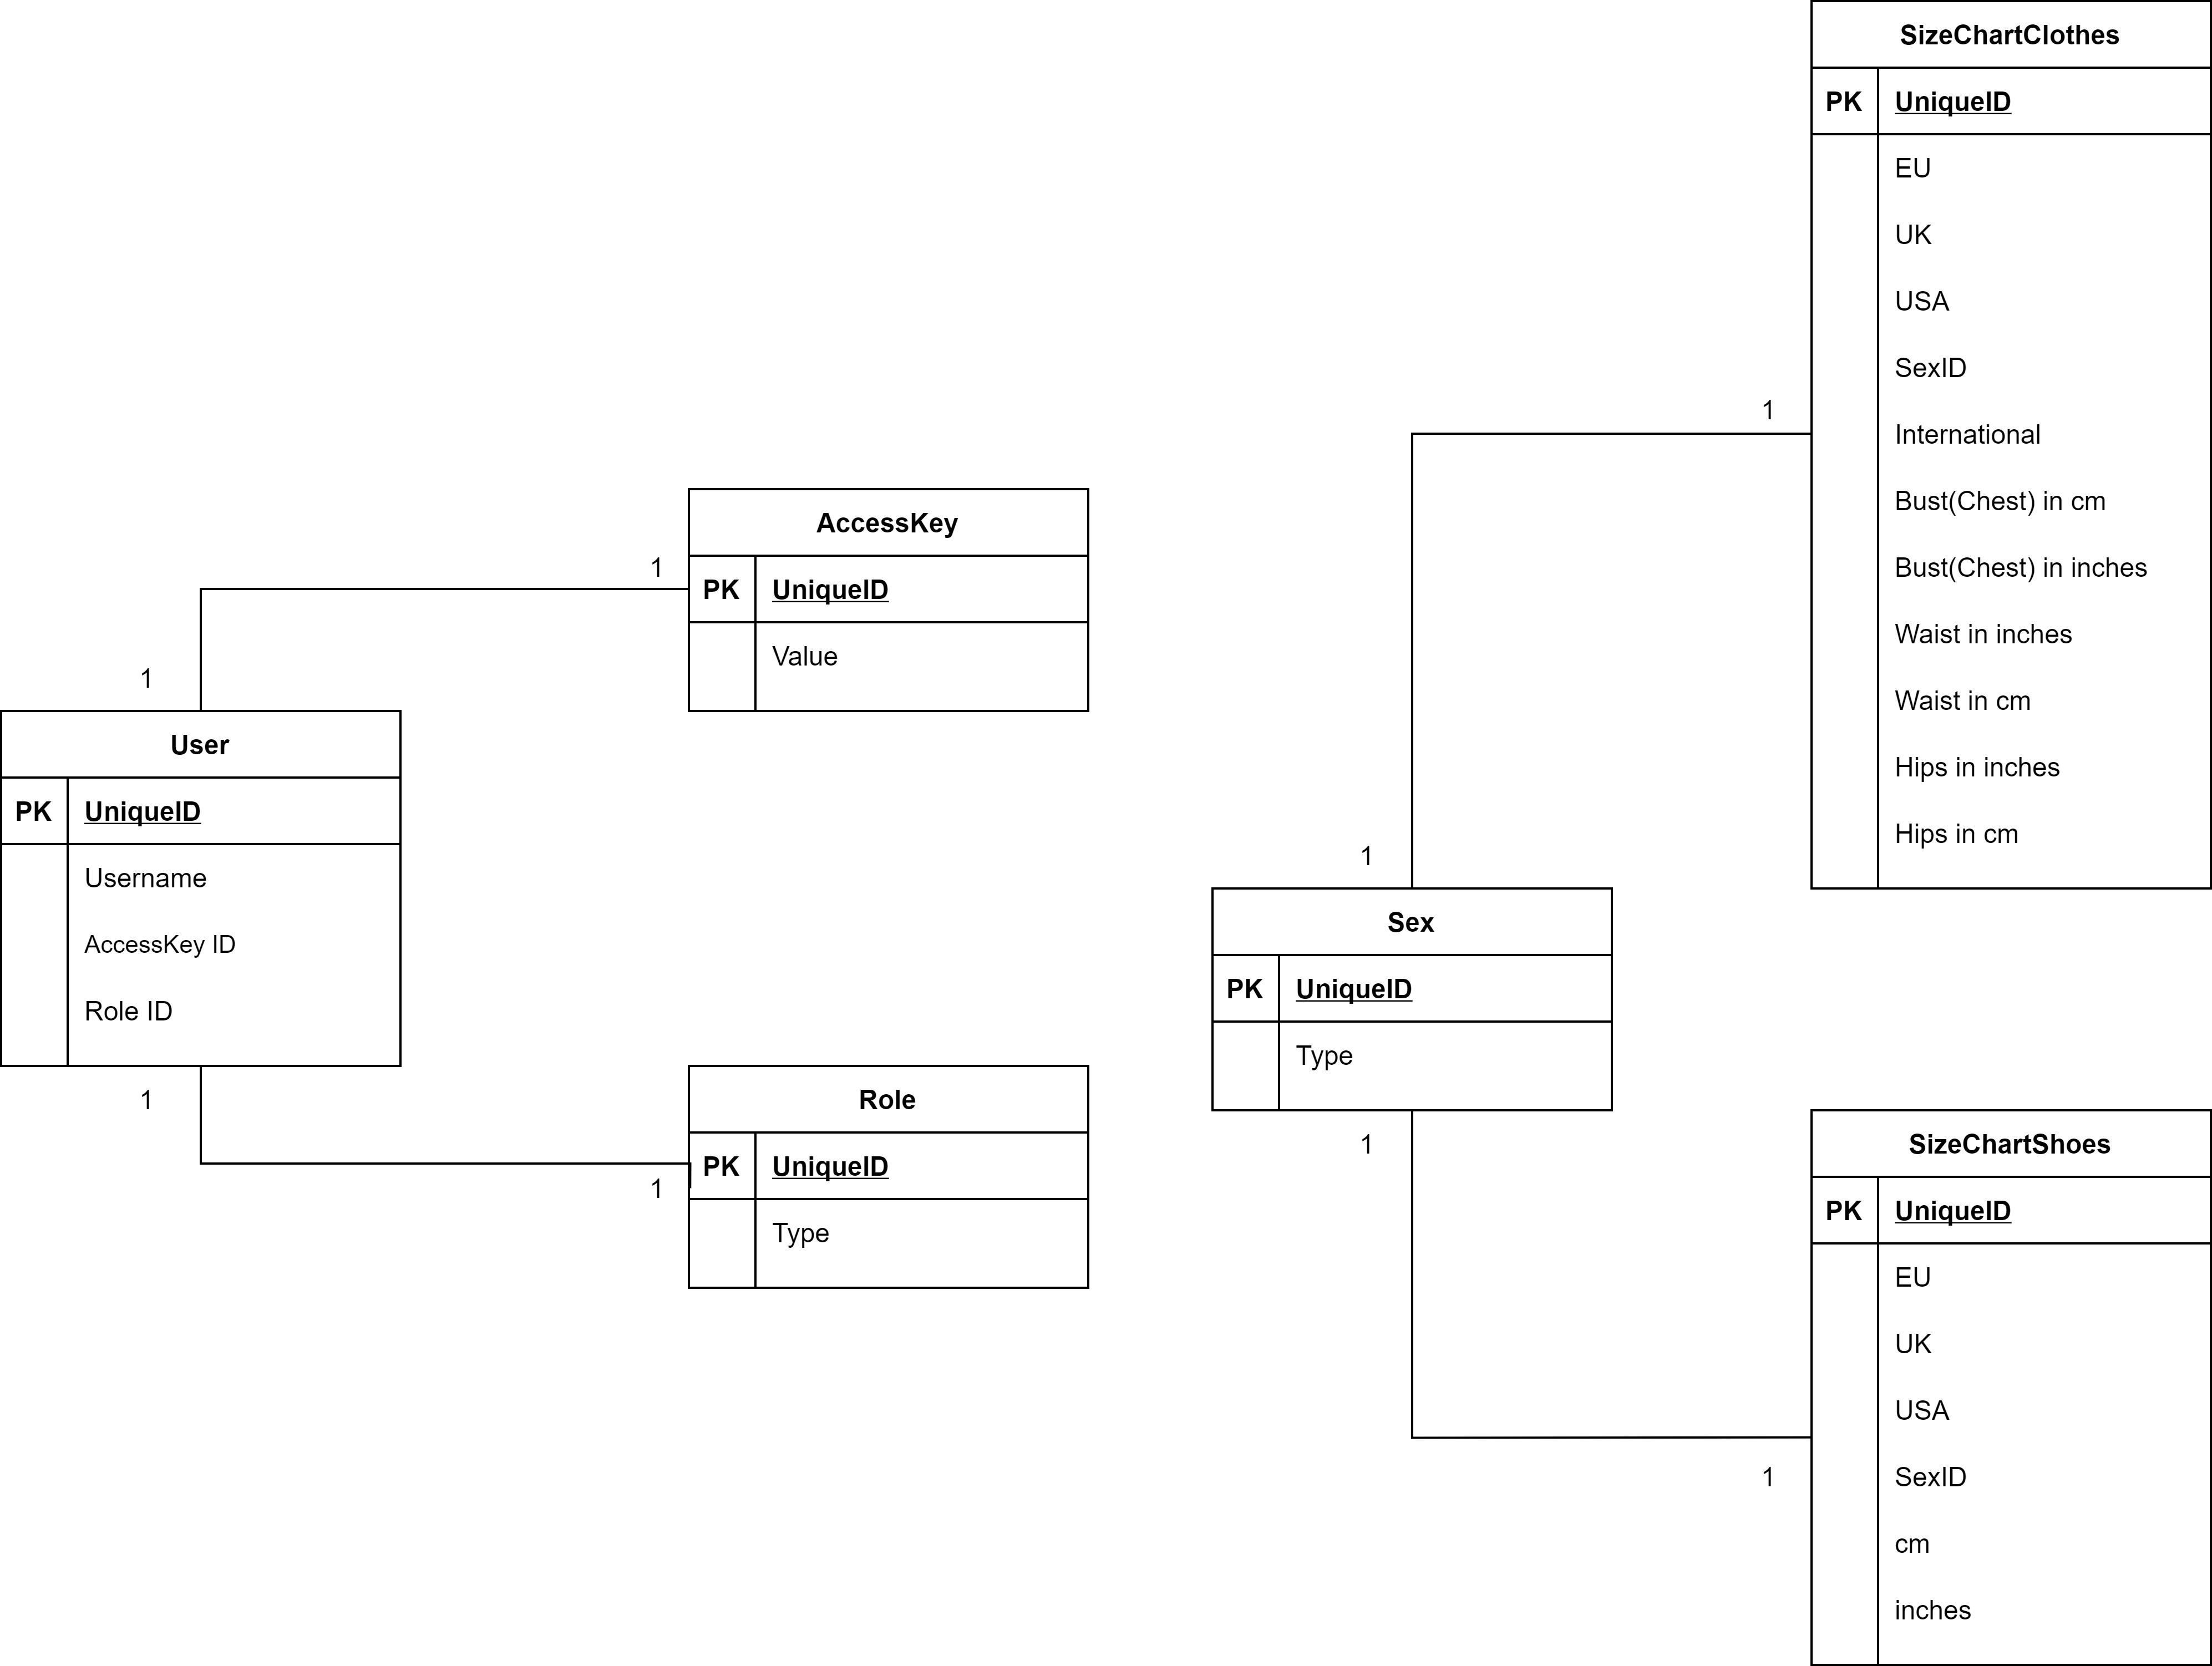 SizeChartClothes
PK UniqueID
EU
UK
USA
SexID
International
Bust(Chest) in cm
Bust(Chest) in inches
Waist in inches
Waist in cm
Hips in inches
Hips in cm
1
1
AccessKey
PK UniqueID
Value
1
1
User
PK UniqueID
Username
AccessKey ID
Role ID
1
1
Role
PK UniqueID
Type
Sex
PK UniqueID
Type
1
1
SizeChartShoes
PK UniqueID
EU
UK
USA
SexID
cm
inches